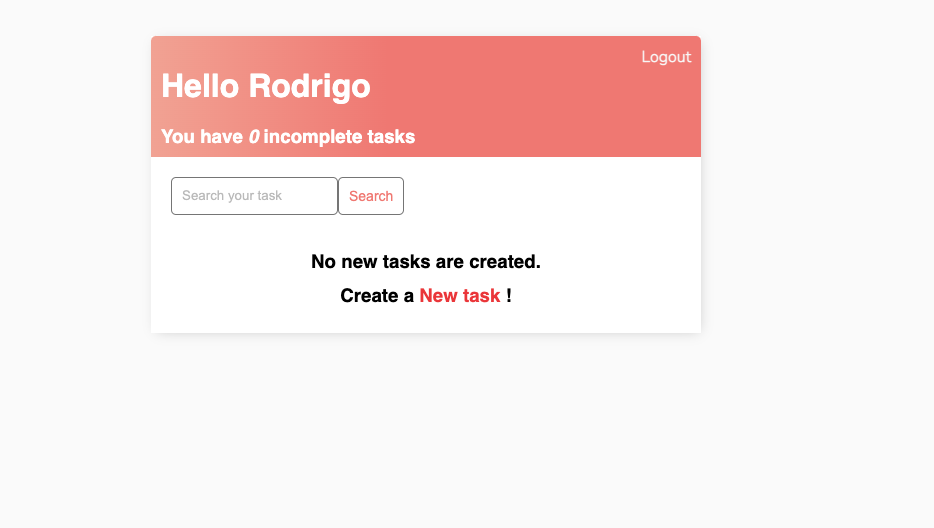 Logout
Hello Rodrigo
You have 0 incomplete tasks
Search your task Search
No new tasks are created.
Create a New task !